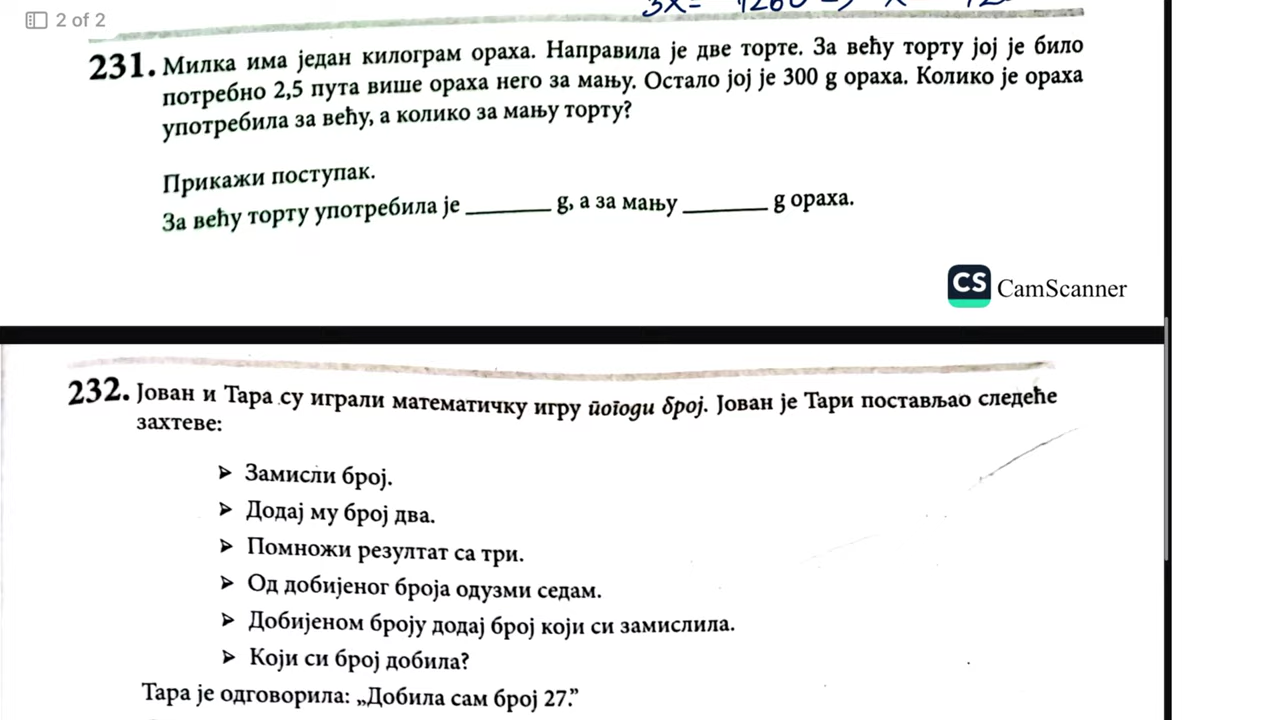 2 of 2
231. Милка има један килограм ораха. Направила је две торте. За већу торту јој је било
потребно 2,5 пута више ораха него за мању. Остало јој је 300 g ораха. Колико је ораха
употребила за већу, а колико за мању торту?
Прикажи поступак.
За већу торту употребила је _______ g, а за мању _______ g ораха.
CS CamScanner
232. Јован и Тара су играли математичку игру погоди број. Јован је Тари постављао следеће
захтеве:
➢ Замисли број.
➢ Додај му број два.
➢ Помножи резултат са три.
➢ Од добијеног броја одузми седам.
➢ Добијеном броју додај број који си замислила.
➢ Који си број добила?
Тара је одговорила: „Добила сам број 27.”